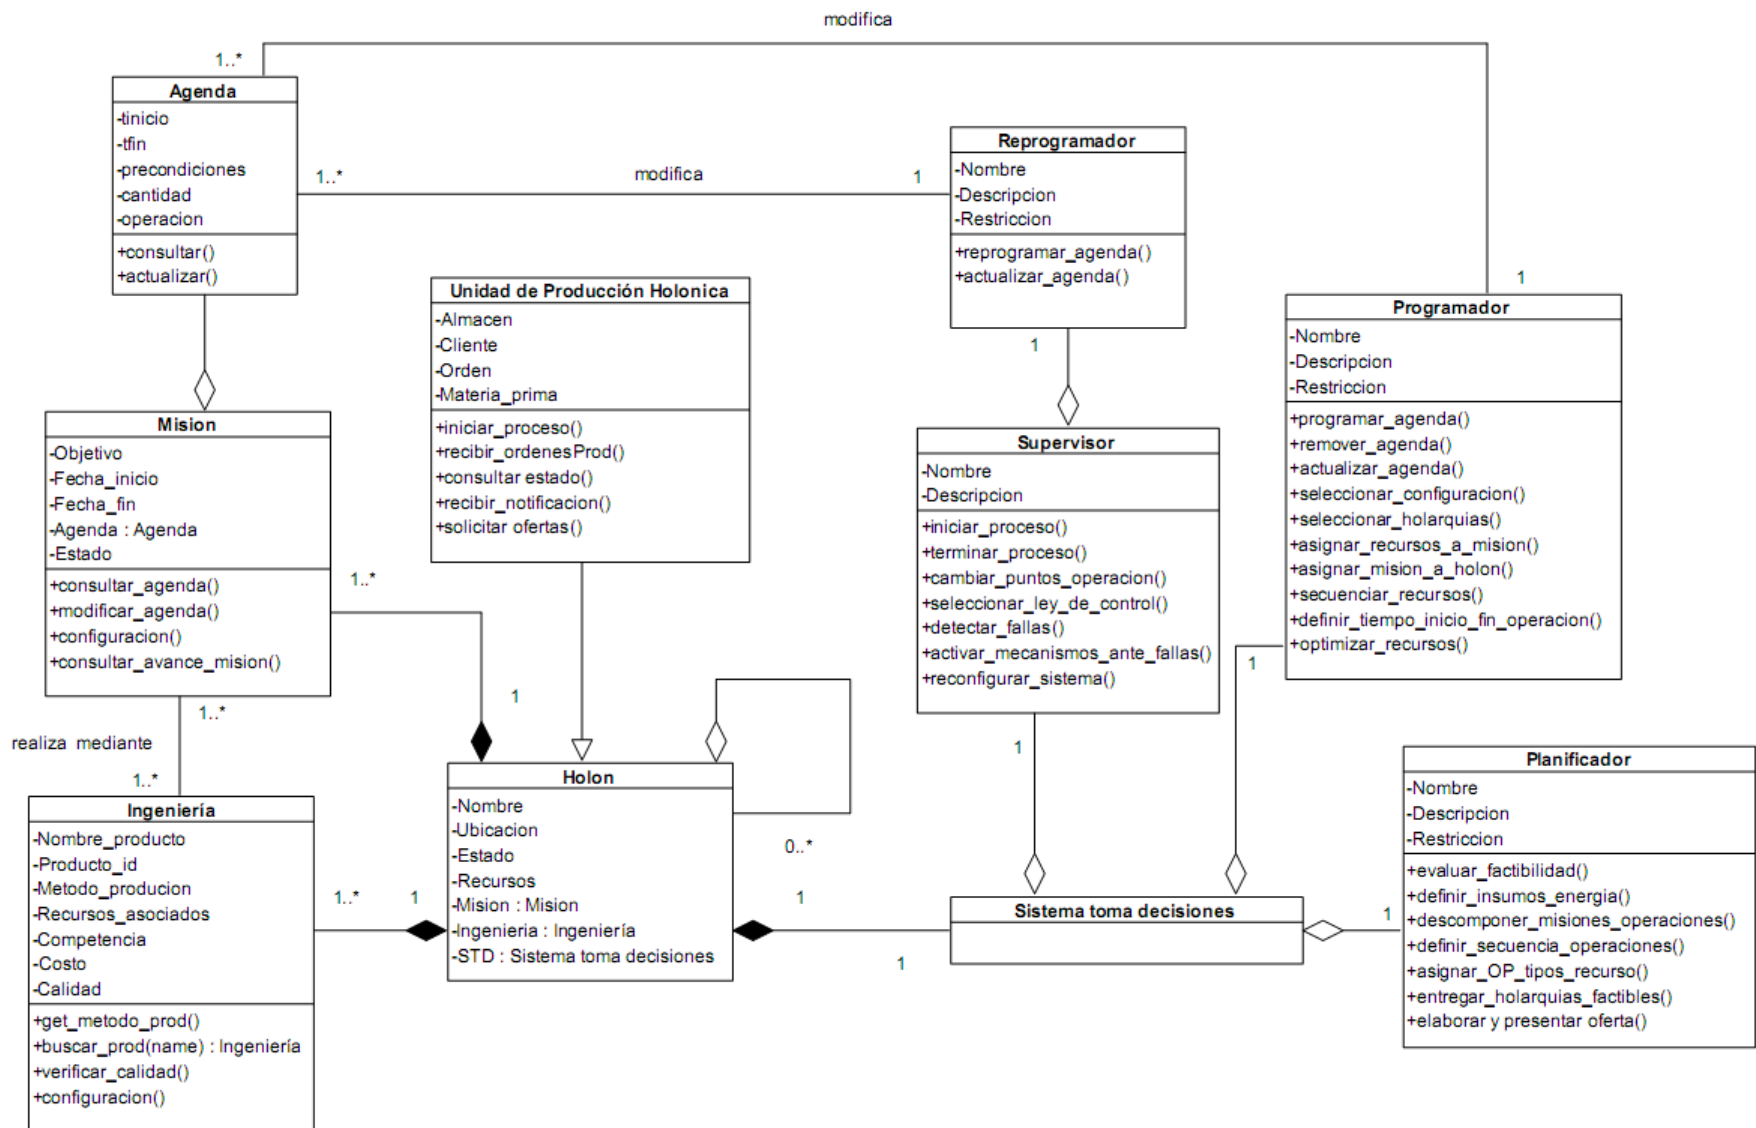 modifica
1..*
Agenda
-tinicio
-tfin
-precondiciones
-cantidad
-operacion
+consultar()
+actualizar()
1..*
modifica
1
Reprogramador
-Nombre
-Descripcion
-Restriccion
+reprogramar_agenda()
+actualizar_agenda()
1
1
Programador
-Nombre
-Descripcion
-Restriccion
+programar_agenda()
+remover_agenda()
+actualizar_agenda()
+seleccionar_configuracion()
+seleccionar_holarquias()
+asignar_recursos_a_mision()
+asignar_mision_a_holon()
+secuenciar_recursos()
+definir_tiempo_inicio_fin_operacion()
+optimizar_recursos()
1
Unidad de Producción Holonica
-Almacen
-Cliente
-Orden
-Materia_prima
+iniciar_proceso()
+recibir_ordenesProd()
+consultar estado()
+recibir_notificacion()
+solicitar ofertas()
Mision
-Objetivo
-Fecha_inicio
-Fecha_fin
-Agenda : Agenda
-Estado
+consultar_agenda()
+modificar_agenda()
+configuracion()
+consultar_avance_mision()
1..*
1
1..*
realiza mediante
1..*
Supervisor
-Nombre
-Descripcion
+iniciar_proceso()
+terminar_proceso()
+cambiar_puntos_operacion()
+seleccionar_ley_de_control()
+detectar_fallas()
+activar_mecanismos_ante_fallas()
+reconfigurar_sistema()
1
Ingeniería
-Nombre_producto
-Producto_id
-Metodo_producion
-Recursos_asociados
-Competencia
-Costo
-Calidad
+get_metodo_prod()
+buscar_prod(name) : Ingeniería
+verificar_calidad()
+configuracion()
1..*
1
Holon
-Nombre
-Ubicacion
-Estado
-Recursos
-Mision : Mision
-Ingenieria : Ingeniería
-STD : Sistema toma decisiones
0..*
1
1
Sistema toma decisiones
1
Planificador
-Nombre
-Descripcion
-Restriccion
+evaluar_factibilidad()
+definir_insumos_energia()
+descomponer_misiones_operaciones()
+definir_secuencia_operaciones()
+asignar_OP_tipos_recurso()
+entregar_holarquias_factibles()
+elaborar y presentar oferta()